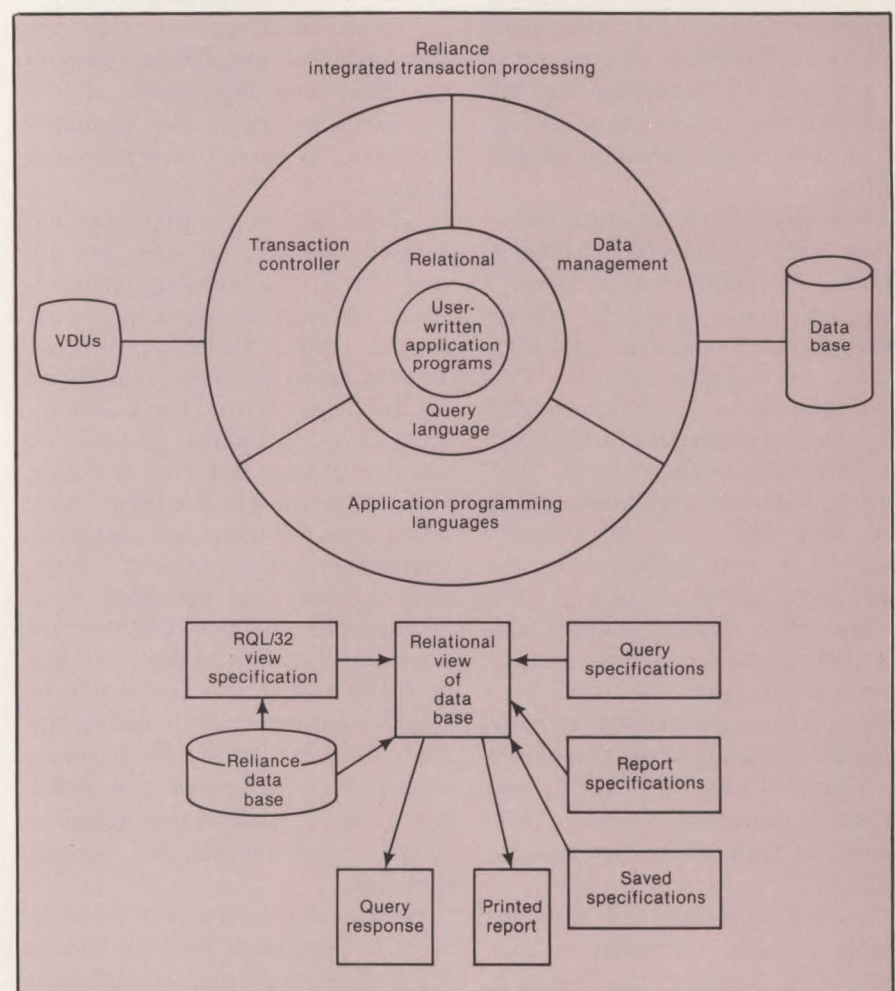 Reliance
integrated transaction processing
Transaction
controller
Relational
Data
management
User-
written
application
programs
VDUs
Data
base
Query
language
Application programming
languages
RQL/32
view
specification
Relational
view
of
data
base
Query
specifications
Reliance
data
base
Report
specifications
Saved
specifications
Query
response
Printed
report